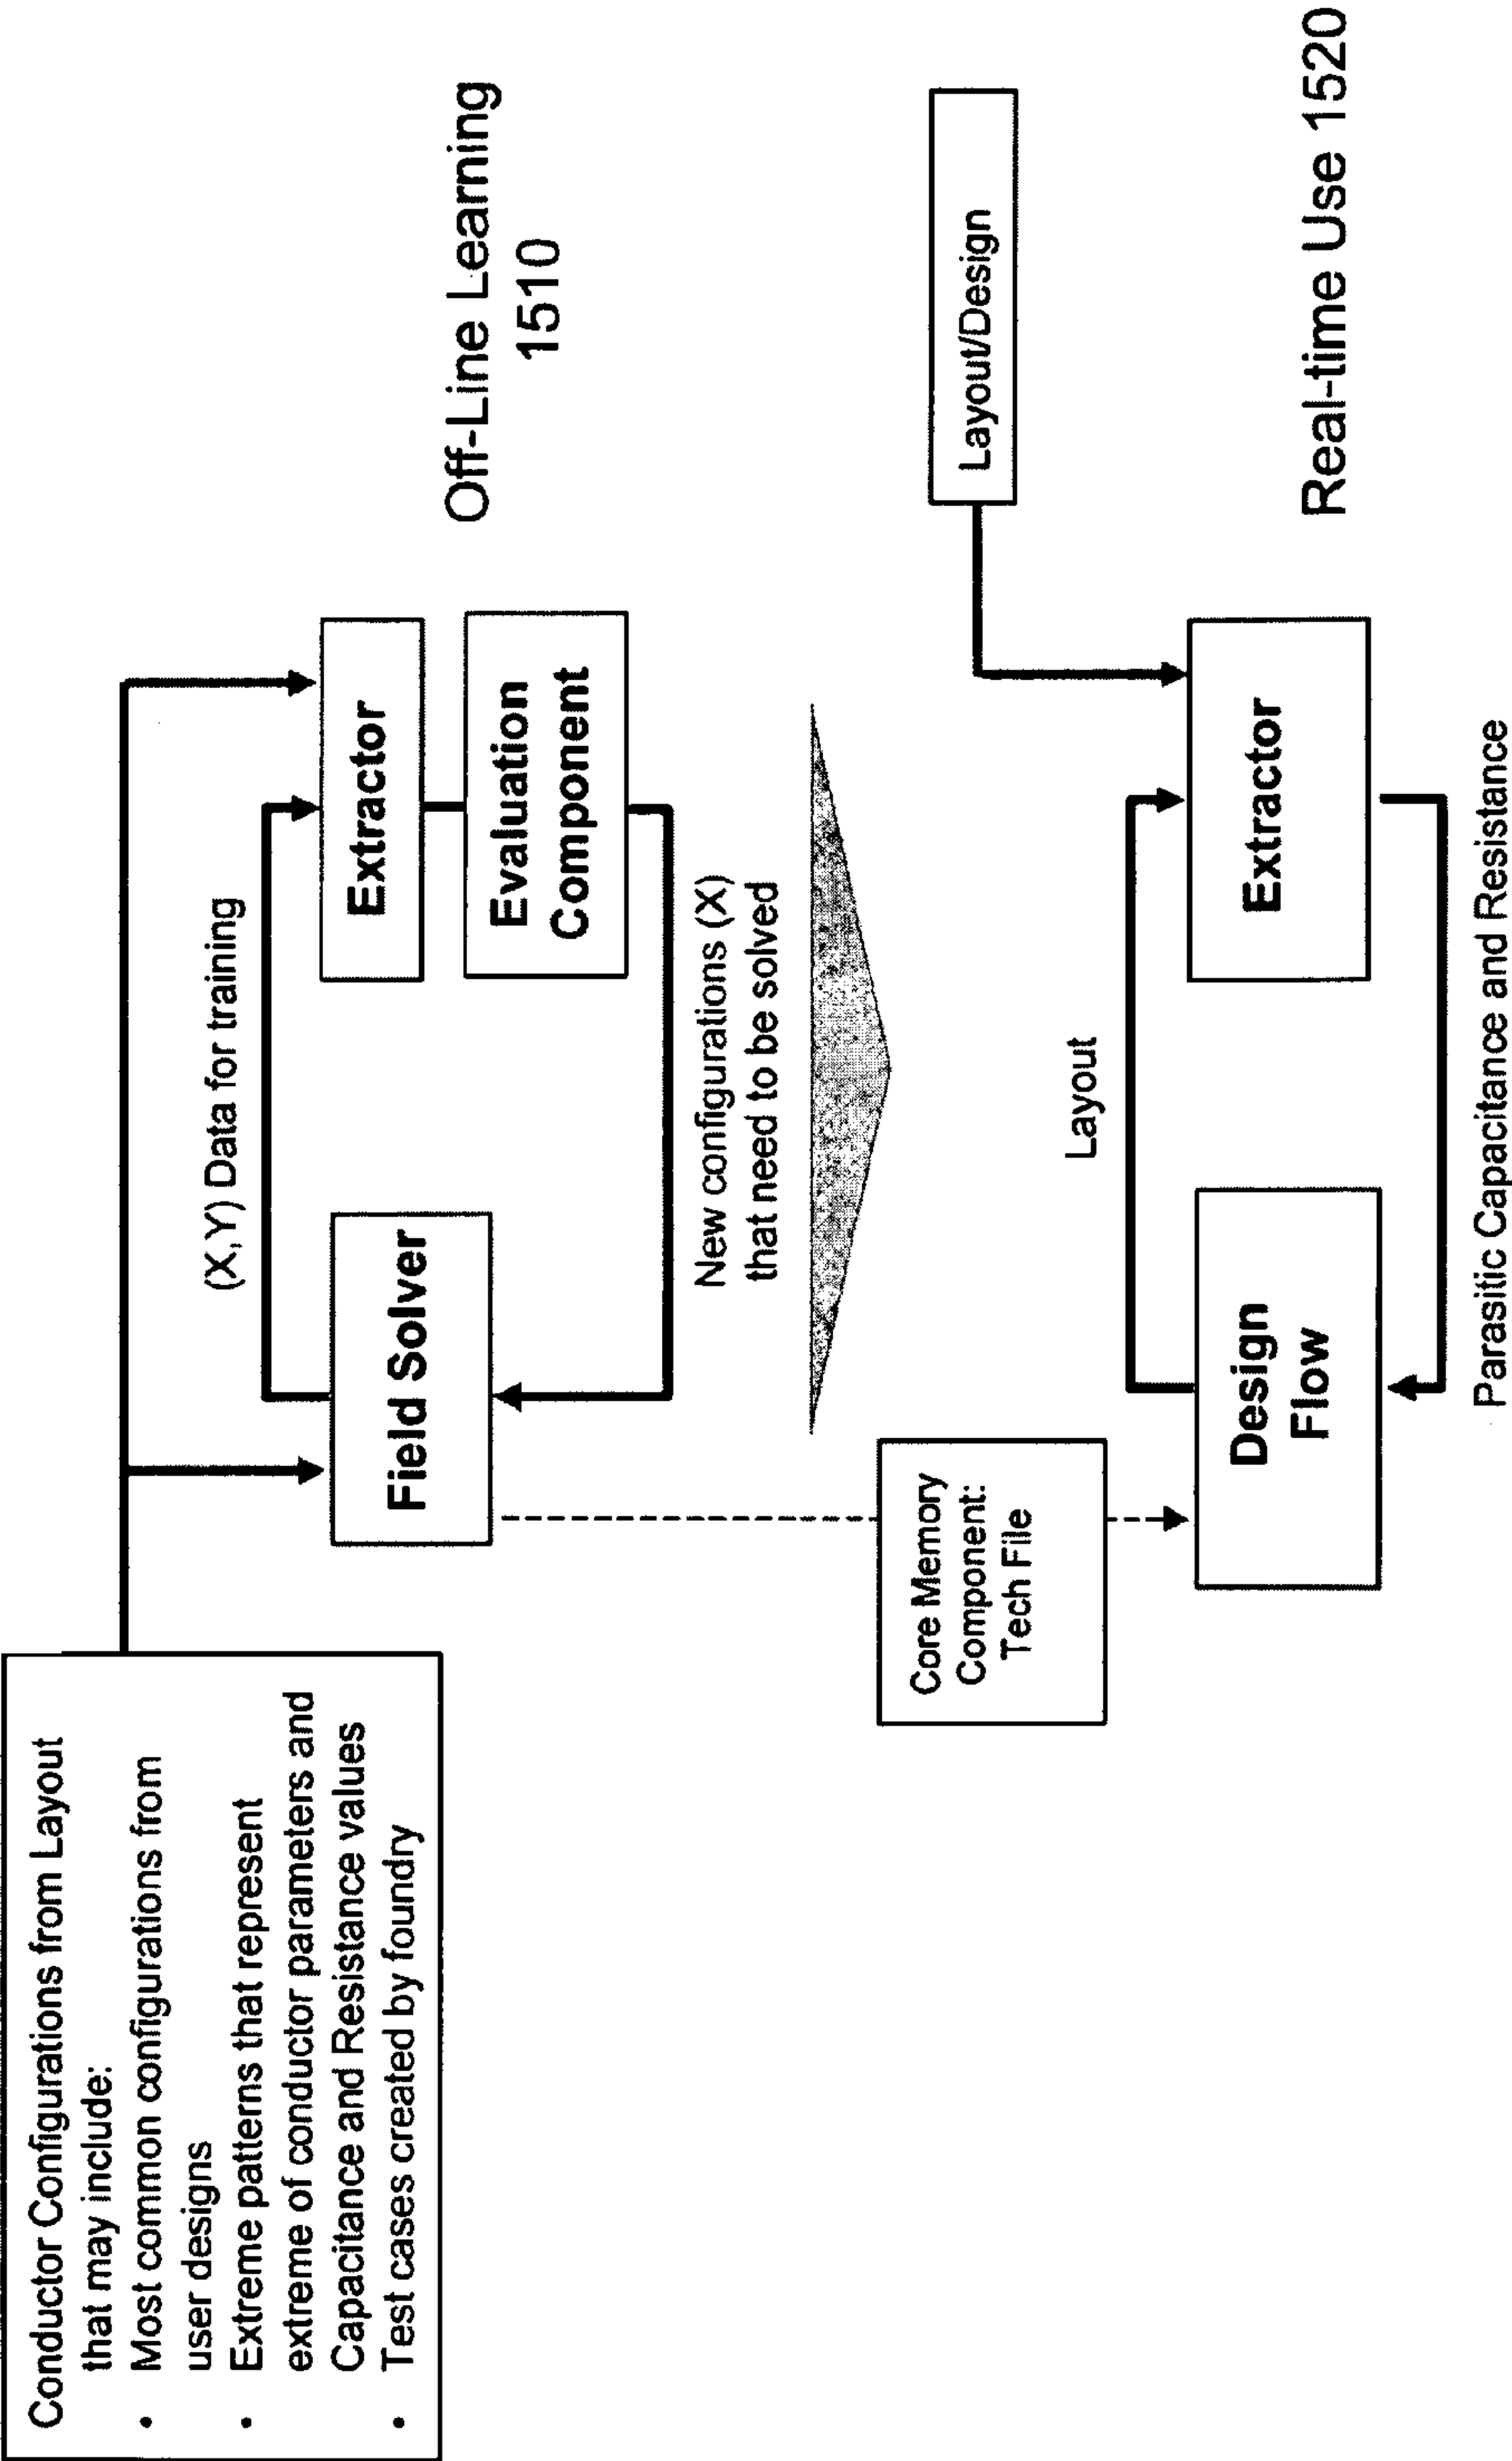 Conductor Configurations from Layout
that may include:
• Most common configurations from
user designs
• Extreme patterns that represent
extreme of conductor parameters and
Capacitance and Resistance values
• Test cases created by foundry
(X,Y) Data for training
Field Solver
Extractor
Evaluation
Component
New configurations (X)
that need to be solved
Off-Line Learning
1510
Core Memory
Component:
Tech File
Layout/Design
Layout
Design
Flow
Extractor
Parasitic Capacitance and Resistance
Real-time Use 1520